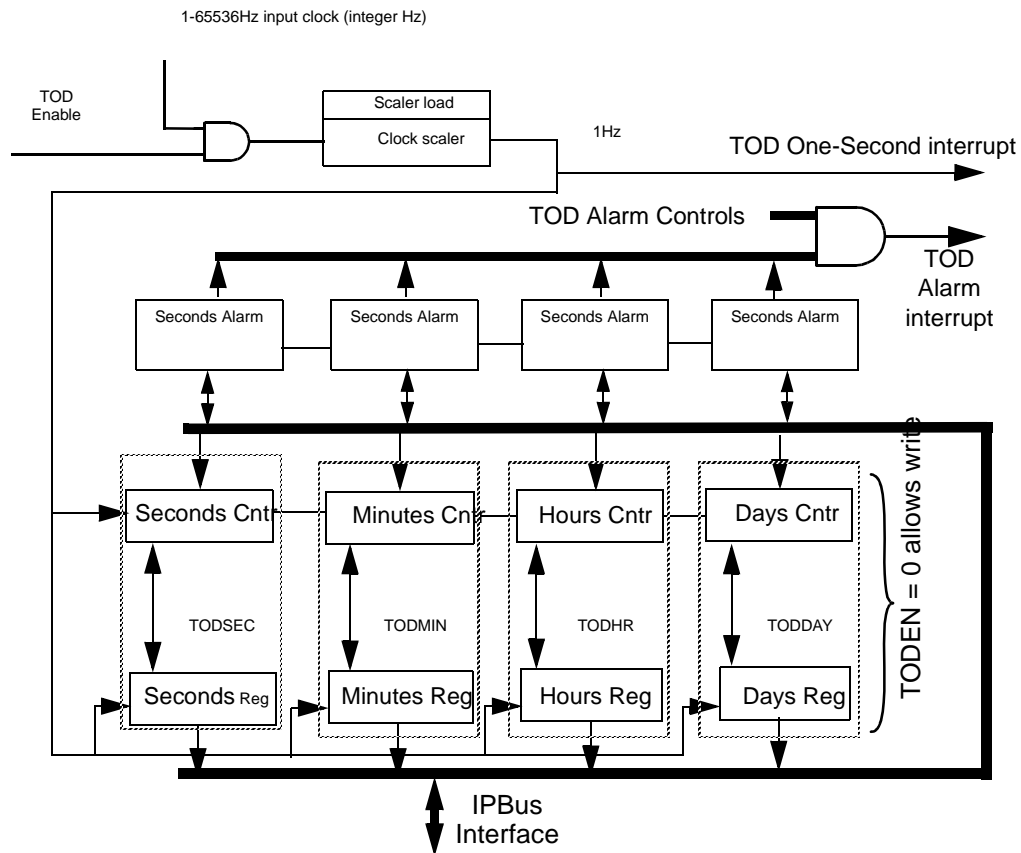 1-65536Hz input clock (integer Hz)
TOD
Enable
Scaler load
Clock scaler
1Hz
TOD One-Second interrupt
TOD Alarm Controls
TOD
Alarm
interrupt
Seconds Alarm
Seconds Alarm
Seconds Alarm
Seconds Alarm
Seconds Cntr
Minutes Cntr
Hours Cntr
Days Cntr
TODSEC
TODMIN
TODHR
TODDAY
Seconds Reg
Minutes Reg
Hours Reg
Days Reg
TODEN = 0 allows write
IPBus
Interface